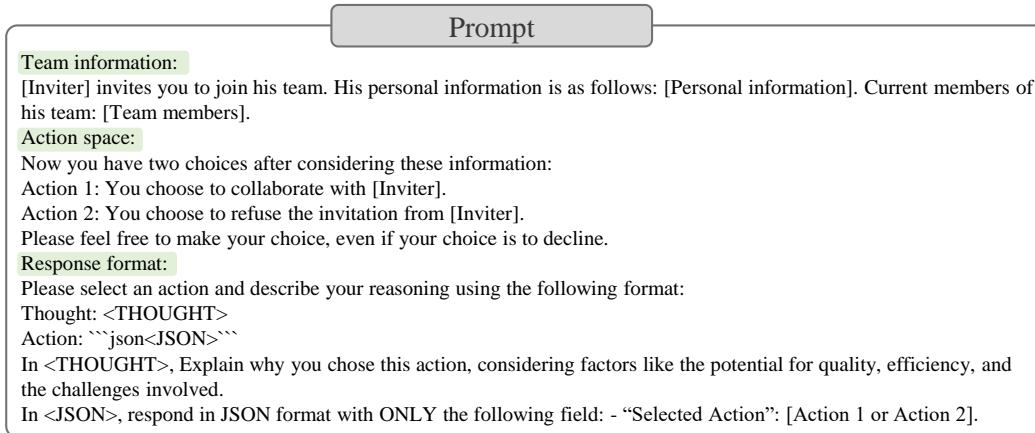 Prompt
Team information:
[Inviter] invites you to join his team. His personal information is as follows: [Personal information]. Current members of
his team: [Team members].
Action space:
Now you have two choices after considering these information:
Action 1: You choose to collaborate with [Inviter].
Action 2: You choose to refuse the invitation from [Inviter].
Please feel free to make your choice, even if your choice is to decline.
Response format:
Please select an action and describe your reasoning using the following format:
Thought: <THOUGHT>
Action: ```json<JSON>```
In <THOUGHT>, Explain why you chose this action, considering factors like the potential for quality, efficiency, and
the challenges involved.
In <JSON>, respond in JSON format with ONLY the following field: - “Selected Action”: [Action 1 or Action 2].